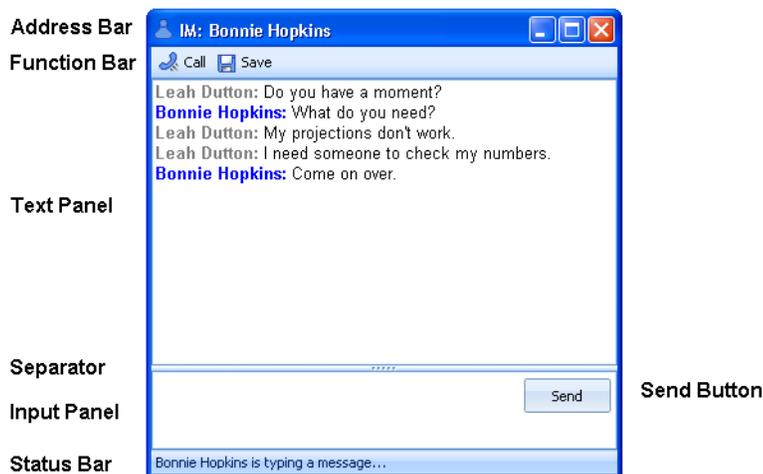 Address Bar
IM: Bonnie Hopkins
Function Bar
Call Save
Leah Dutton: Do you have a moment?
Bonnie Hopkins: What do you need?
Leah Dutton: My projections don't work.
Leah Dutton: I need someone to check my numbers.
Bonnie Hopkins: Come on over.
Text Panel
Separator
Send
Send Button
Input Panel
Status Bar
Bonnie Hopkins is typing a message...